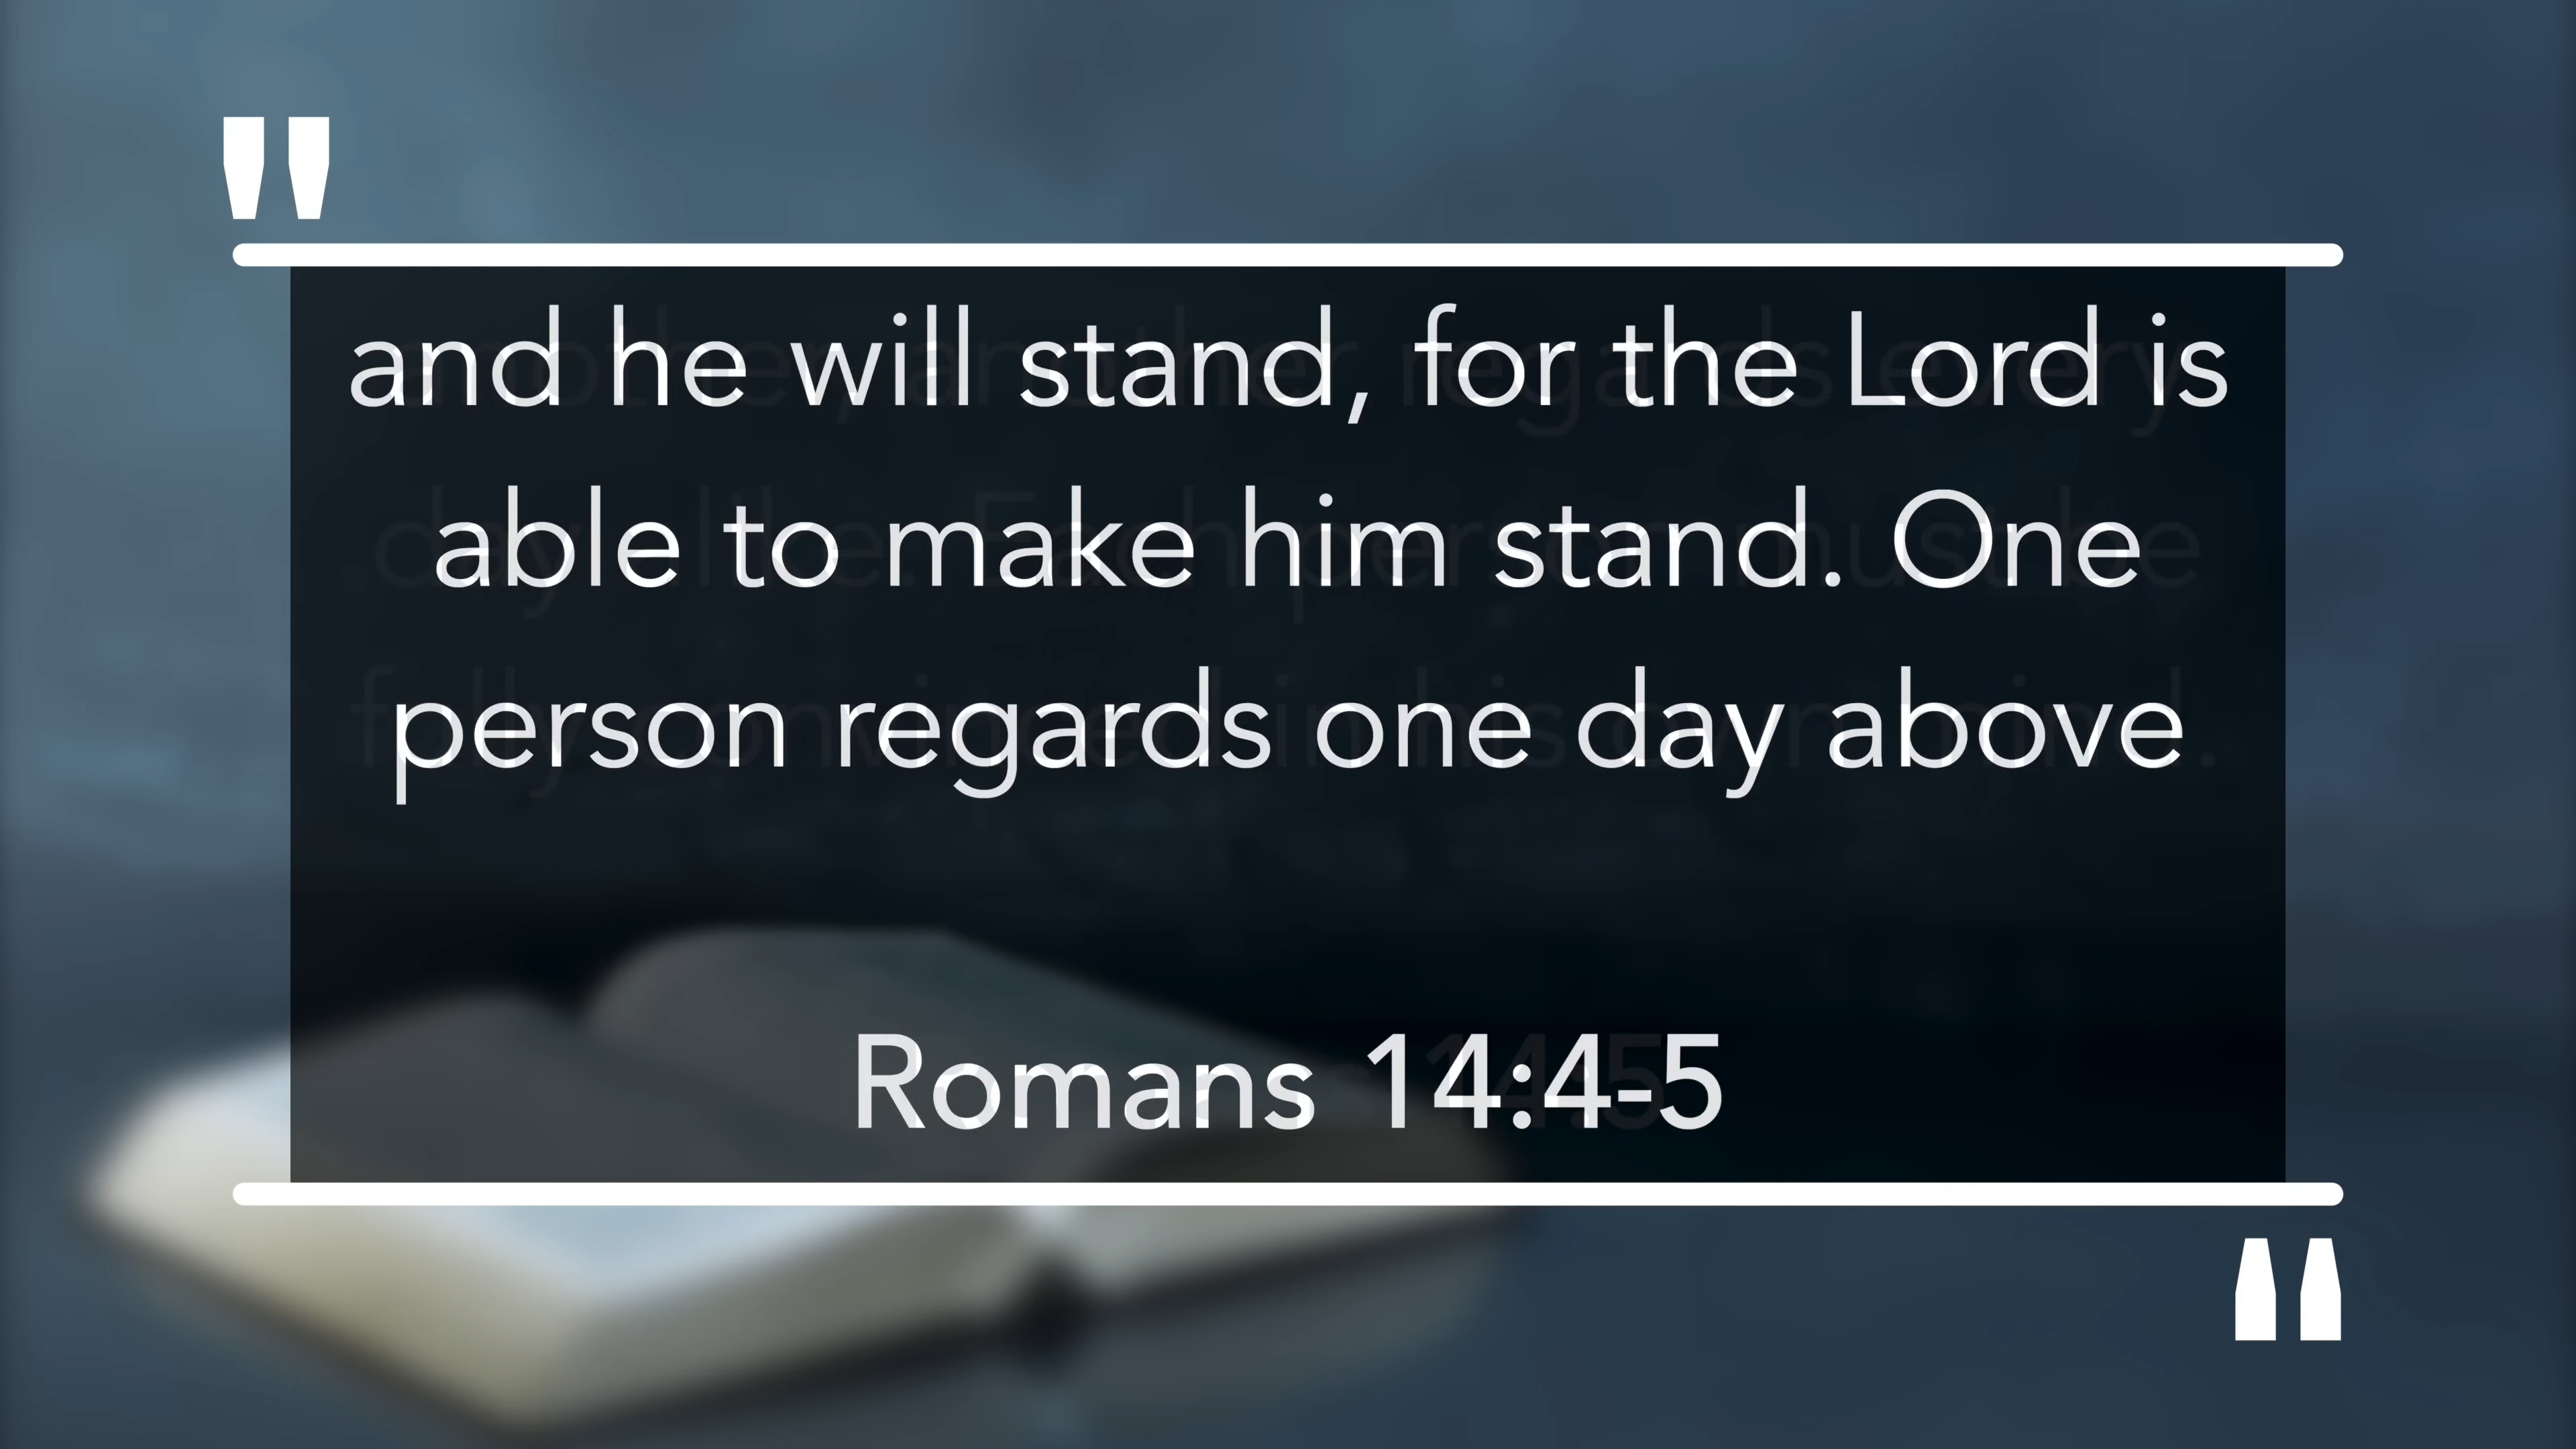 "
and he will stand, for the Lord is
able to make him stand. One
person regards one day above
Romans 14:4-5
"